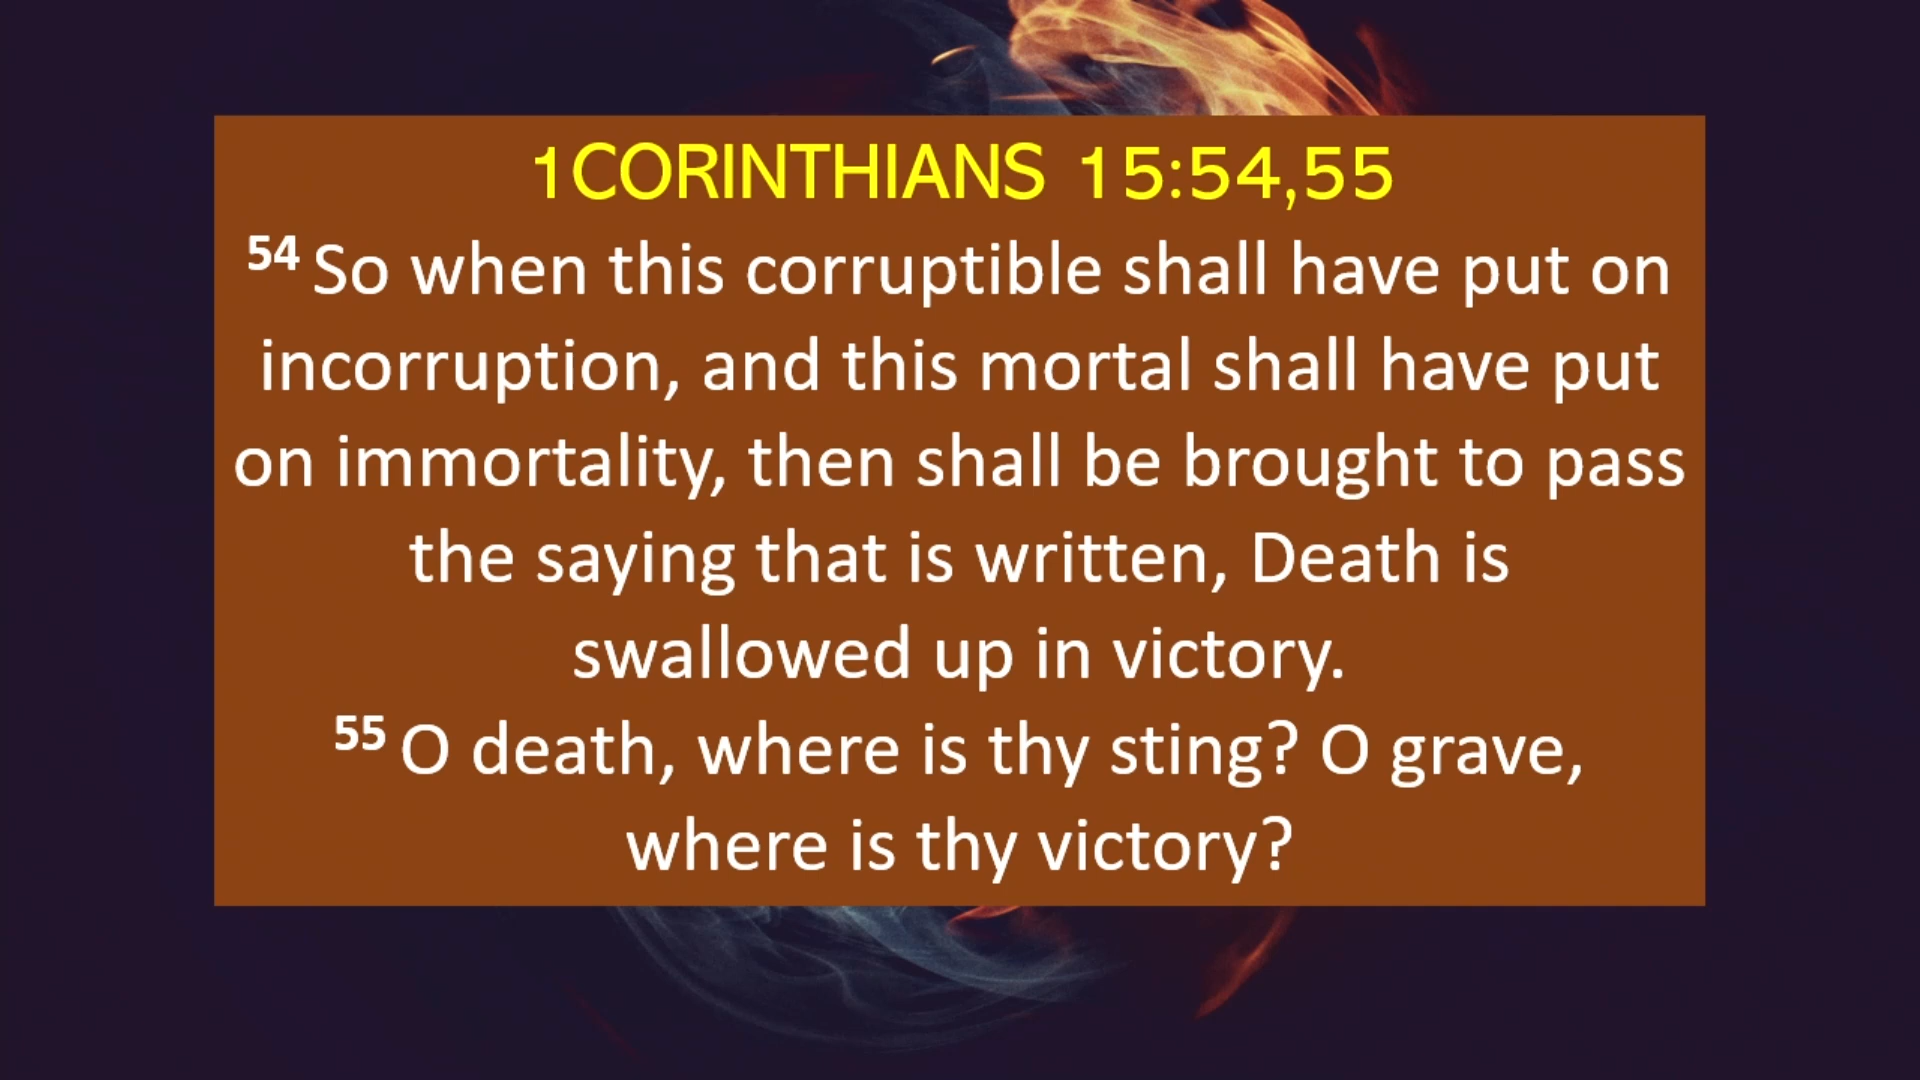 1CORINTHIANS 15:54,55
54 So when this corruptible shall have put on
incorruption, and this mortal shall have put
on immortality, then shall be brought to pass
the saying that is written, Death is
swallowed up in victory.
55 O death, where is thy sting? O grave,
where is thy victory?